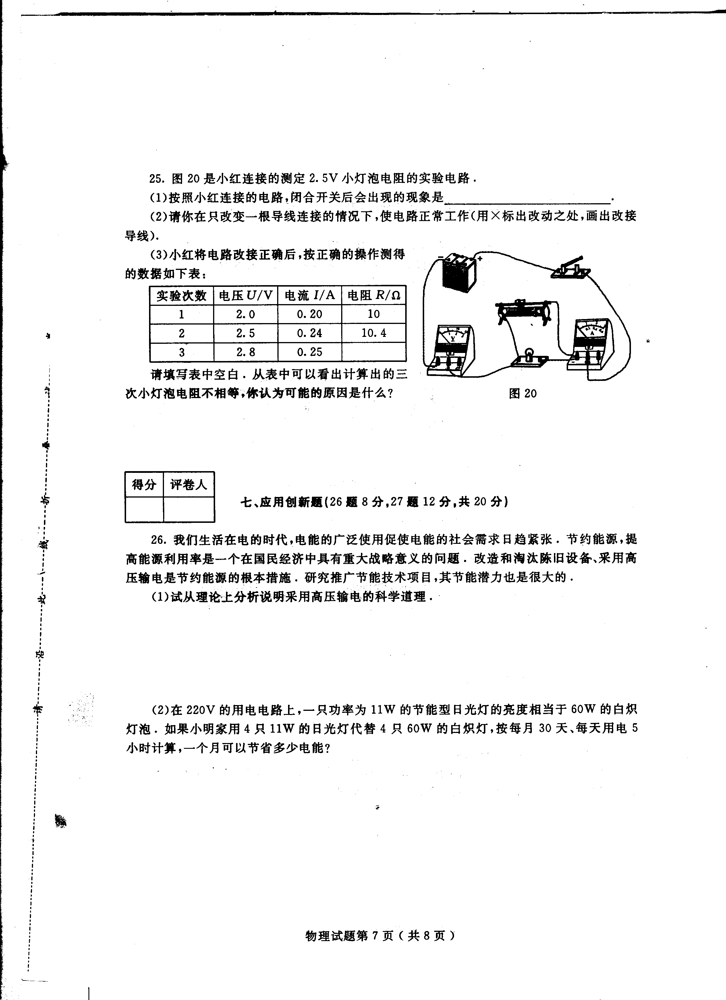 25. 图 20 是小红连接的测定 2.5V 小灯泡电阻的实验电路.
(1)按照小红连接的电路,闭合开关后会出现的现象是____________.
(2)请你在只改变一根导线连接的情况下,使电路正常工作(用×标出改动之处,画出改接
导线).
(3)小红将电路改接正确后,按正确的操作测得
的数据如下表:
实验次数 电压 U/V 电流 I/A 电阻 R/Ω
1 2.0 0.20 10
2 2.5 0.24 10.4
3 2.8 0.25
请填写表中空白.从表中可以看出计算出的三
次小灯泡电阻不相等,你认为可能的原因是什么?
- +
V
A
图 20
得分 评卷人
七、应用创新题(26 题 8 分,27 题 12 分,共 20 分)
26. 我们生活在电的时代,电能的广泛使用促使电能的社会需求日趋紧张.节约能源,提
高能源利用率是一个在国民经济中具有重大战略意义的问题.改造和淘汰陈旧设备、采用高
压输电是节约能源的根本措施.研究推广节能技术项目,其节能潜力也是很大的.
(1)试从理论上分析说明采用高压输电的科学道理.
(2)在 220V 的用电电路上,一只功率为 11W 的节能型日光灯的亮度相当于 60W 的白炽
灯泡.如果小明家用 4 只 11W 的日光灯代替 4 只 60W 的白炽灯,按每月 30 天、每天用电 5
小时计算,一个月可以节省多少电能?
物理试题第 7 页(共 8 页)
请 沿 此 线 折 叠